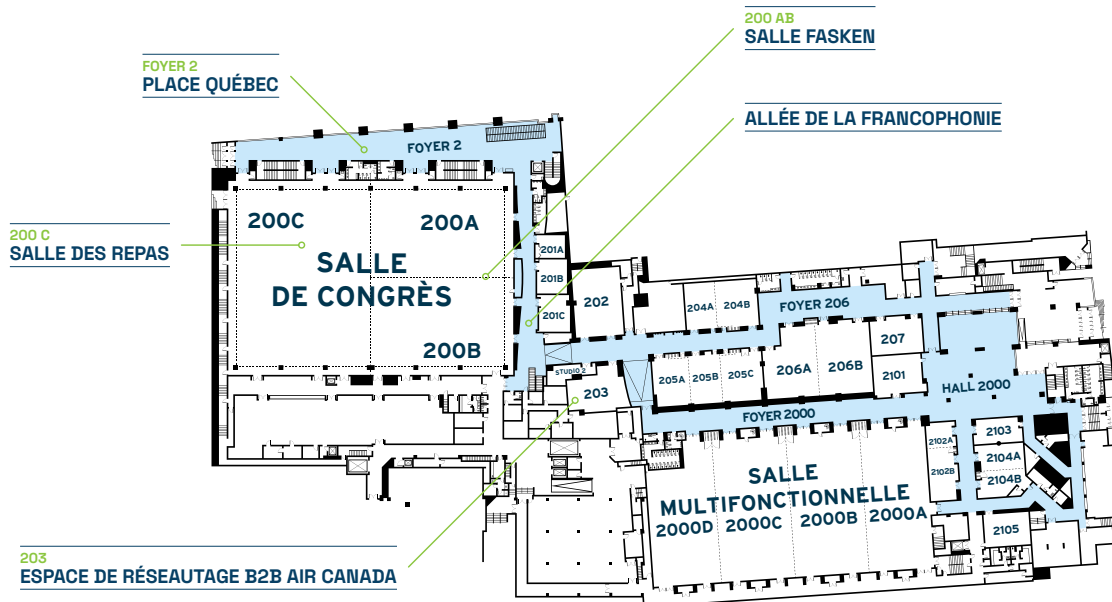 200 AB
SALLE FASKEN
FOYER 2
PLACE QUÉBEC
ALLÉE DE LA FRANCOPHONIE
FOYER 2
200C
200A
200 C
SALLE DES REPAS
SALLE
DE CONGRÈS
200B
201A
201B
201C
202
204A
204B
FOYER 206
STUDIO 2
203
205A
205B
205C
206A
206B
207
2101
HALL 2000
FOYER 2000
2102A
2102B
2103
2104A
2104B
2105
SALLE
MULTIFONCTIONNELLE
2000D 2000C 2000B 2000A
203
ESPACE DE RÉSEAUTAGE B2B AIR CANADA